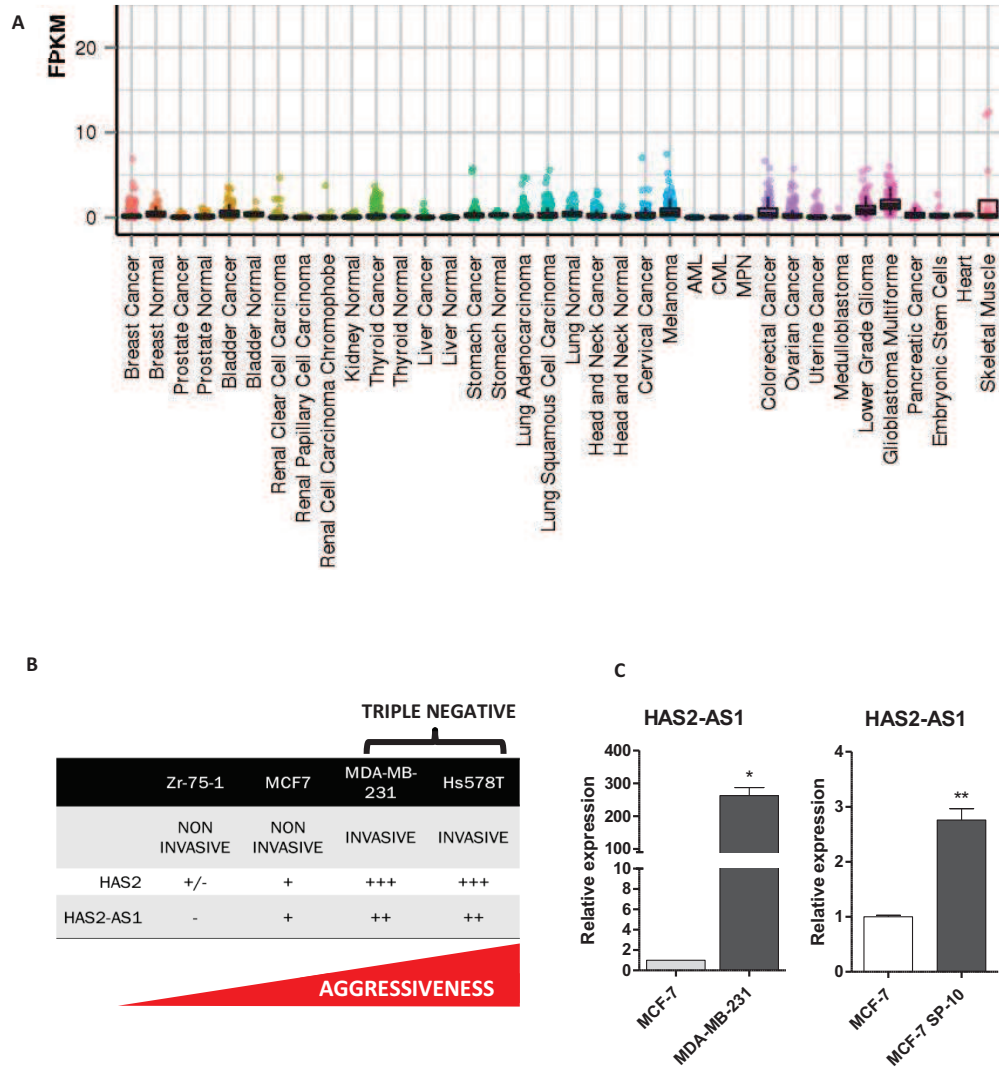 A
FPKM
20
10
0
Breast Cancer
Breast Normal
Prostate Cancer
Prostate Normal
Bladder Cancer
Bladder Normal
Renal Clear Cell Carcinoma
Renal Papillary Cell Carcinoma
Renal Cell Carcinoma Chromophobe
Kidney Normal
Thyroid Cancer
Thyroid Normal
Liver Cancer
Liver Normal
Stomach Cancer
Stomach Normal
Lung Adenocarcinoma
Lung Squamous Cell Carcinoma
Lung Normal
Head and Neck Cancer
Head and Neck Normal
Cervical Cancer
Melanoma
AML
CML
MPN
Colorectal Cancer
Ovarian Cancer
Uterine Cancer
Medulloblastoma
Lower Grade Glioma
Glioblastoma Multiforme
Pancreatic Cancer
Embryonic Stem Cells
Heart
Skeletal Muscle
B
TRIPLE NEGATIVE
Zr-75-1 MCF7 MDA-MB-231 Hs578T
NON INVASIVE NON INVASIVE INVASIVE INVASIVE
HAS2 +/- + +++ +++
HAS2-AS1 - + ++ ++
AGGRESSIVENESS
C
HAS2-AS1
Relative expression
400
300
200
100
10
8
6
4
2
0
*
MCF-7
MDA-MB-231
HAS2-AS1
Relative expression
4
3
2
1
0
**
MCF-7
MCF-7 SP-10